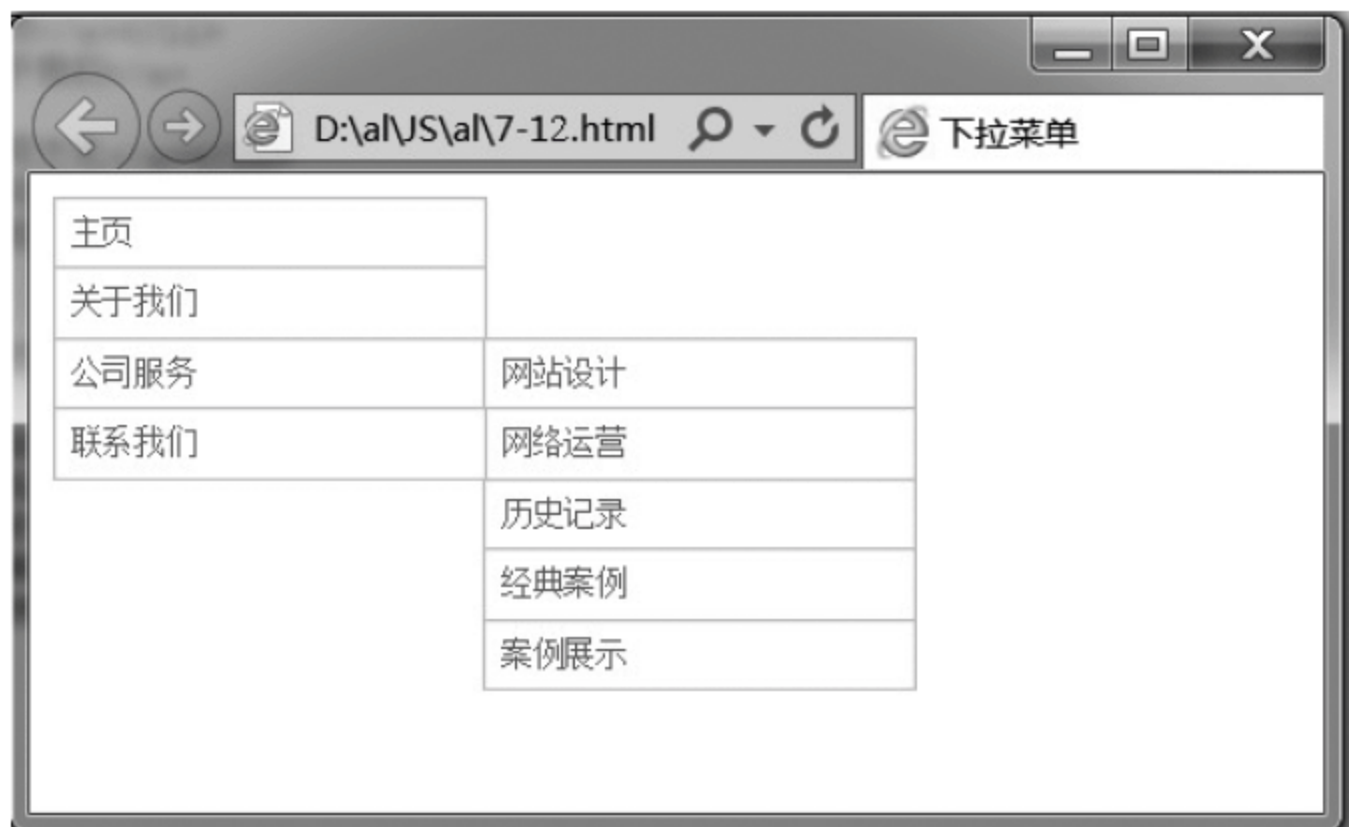 D:\al\JS\al\7-12.html
下拉菜单
主页
关于我们
公司服务
网站设计
联系我们
网络运营
历史记录
经典案例
案例展示